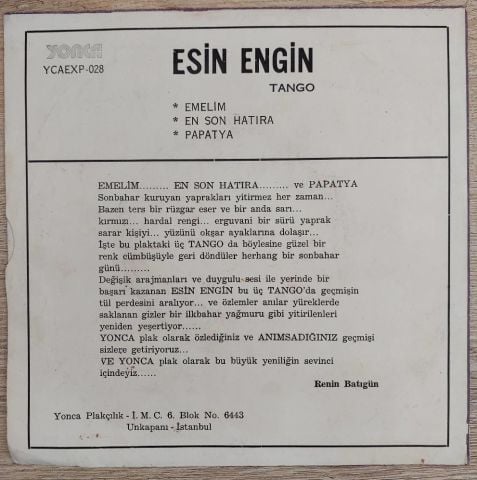 YONCA
YCAEXP-028
ESİN ENGİN
TANGO
* EMELİM
* EN SON HATIRA
* PAPATYA
EMELİM......... EN SON HATIRA......... ve PAPATYA
Sonbahar kuruyan yaprakları yitirmez her zaman...
Bazen ters bir rüzgar eser ve bir anda sarı...
kırmızı... hardal rengi... erguvani bir sürü yaprak
sarar kişiyi... yüzünü okşar ayaklarına dolaşır...
İşte bu plaktaki üç TANGO da böylesine güzel bir
renk cümbüşüyle geri döndüler herhang bir sonbahar
günü.........
Değişik arajmanları ve duygulu sesi ile yerinde bir
başarı kazanan ESİN ENGİN bu üç TANGO'da geçmişin
tül perdesini aralıyor... ve özlemler anılar yüreklerde
saklanan gizler bir ilkbahar yağmuru gibi yitirilenleri
yeniden yeşertiyor......
YONCA plak olarak özlediğiniz ve ANIMSADIĞINIZ geçmişi
sizlere getiriyoruz...
VE YONCA plak olarak bu büyük yeniliğin sevinci
içindeyiz......
Renin Batıgün
Yonca Plakçılık - İ. M. C. 6. Blok No. 6443
Unkapanı - İstanbul